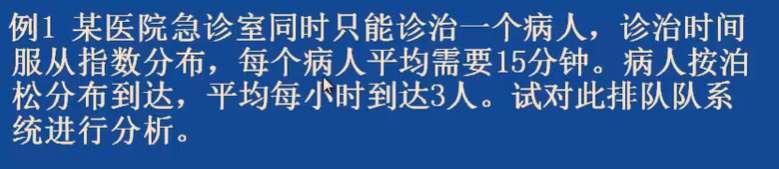 例1 某医院急诊室同时只能诊治一个病人，诊治时间
服从指数分布，每个病人平均需要15分钟。病人按泊
松分布到达，平均每小时到达3人。试对此排队队系
统进行分析。